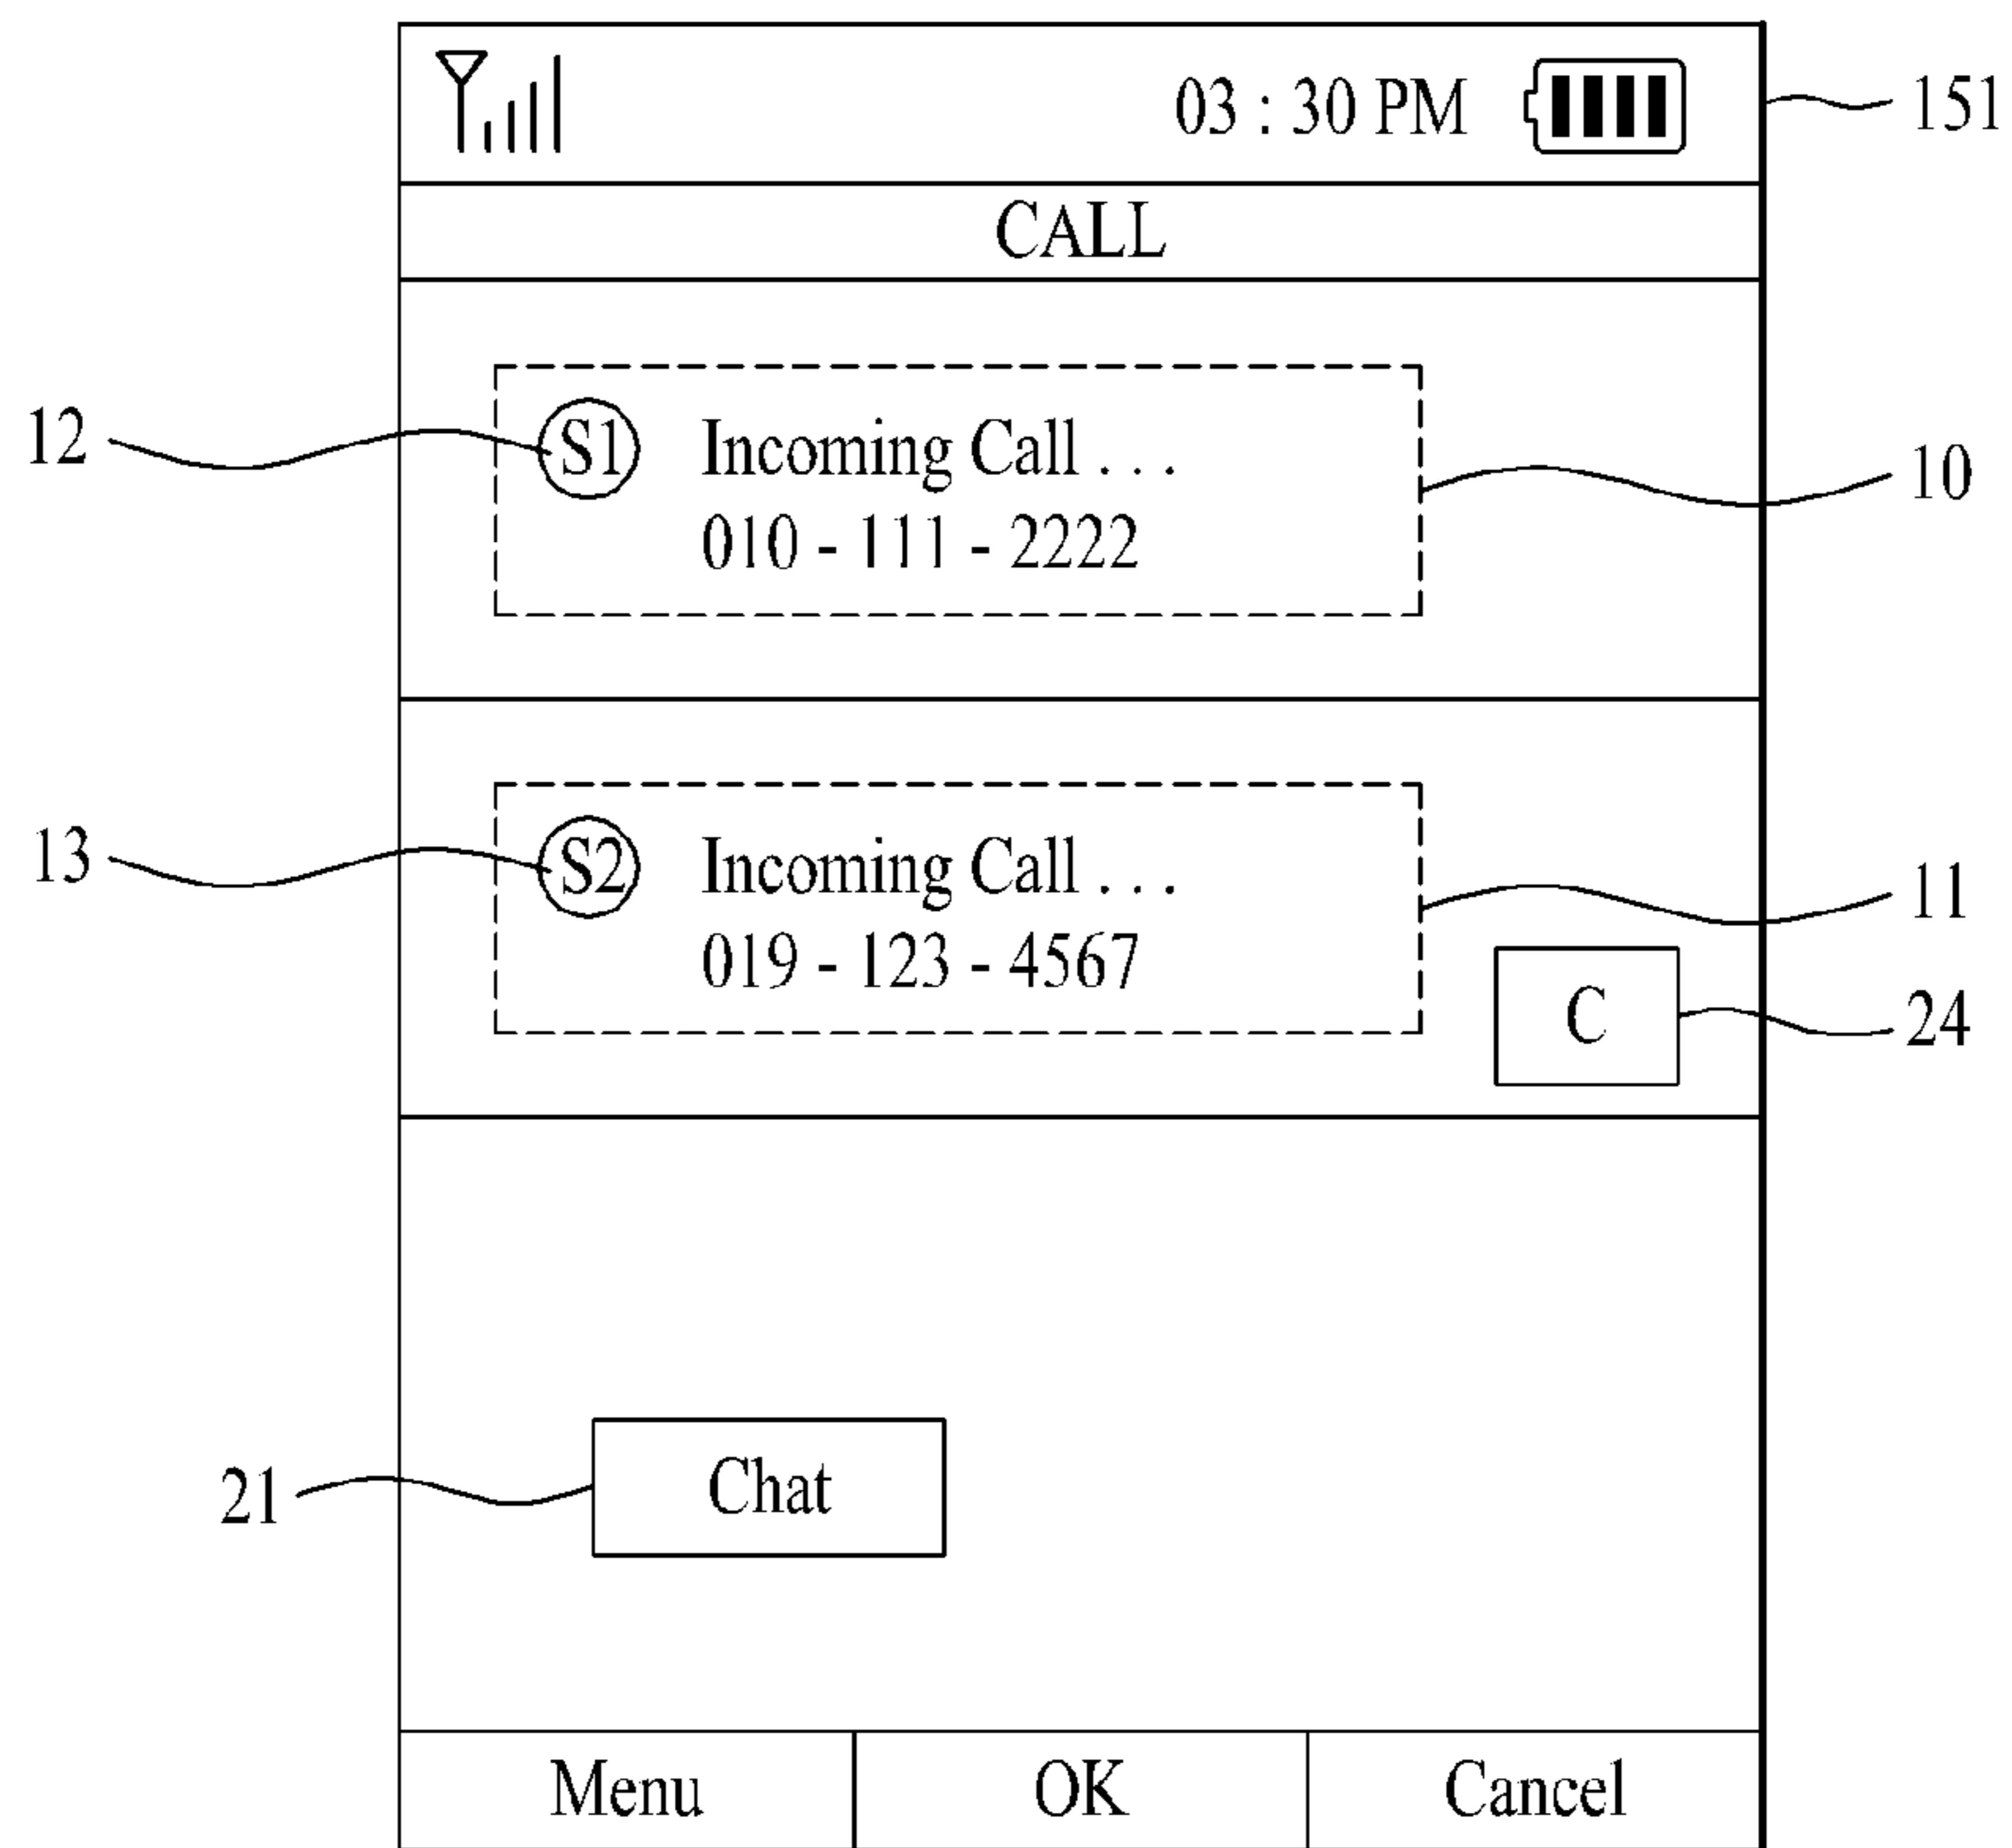 03 : 30 PM
151
CALL
12
S1
Incoming Call . . .
010 - 111 - 2222
10
13
S2
Incoming Call . . .
019 - 123 - 4567
11
C
24
21
Chat
Menu
OK
Cancel